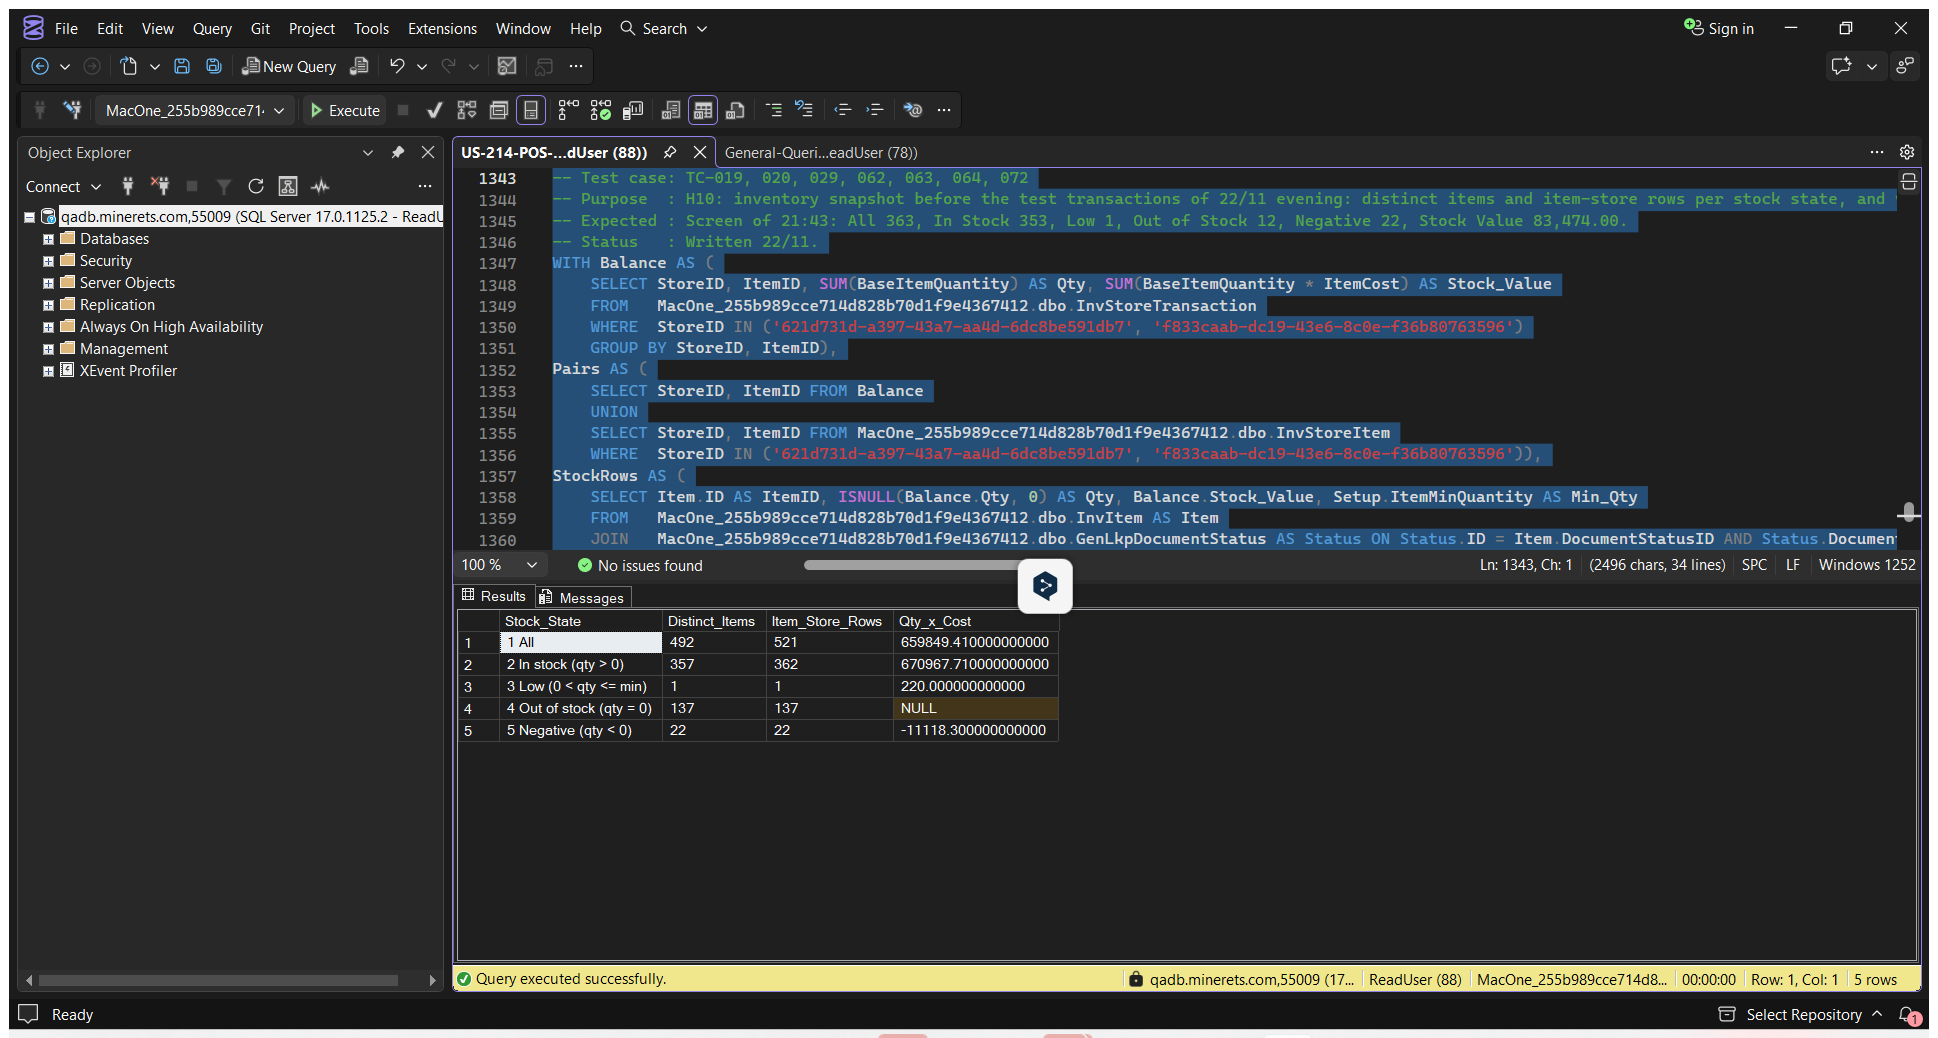 File Edit View Query Git Project Tools Extensions Window Help Search Sign in
New Query
MacOne_255b989cce71 Execute
Object Explorer
Connect
qadb.minerets.com,55009 (SQL Server 17.0.1125.2 - ReadU
Databases
Security
Server Objects
Replication
Always On High Availability
Management
XEvent Profiler
US-214-POS-...dUser (88)) General-Queri...eadUser (78))
1343 -- Test case: TC-019, 020, 029, 062, 063, 064, 072
1344 -- Purpose : H10: inventory snapshot before the test transactions of 22/11 evening: distinct items and item-store rows per stock state, and
1345 -- Expected : Screen of 21:43: All 363, In Stock 353, Low 1, Out of Stock 12, Negative 22, Stock Value 83,474.00.
1346 -- Status : Written 22/11.
1347 WITH Balance AS (
1348 SELECT StoreID, ItemID, SUM(BaseItemQuantity) AS Qty, SUM(BaseItemQuantity * ItemCost) AS Stock_Value
1349 FROM MacOne_255b989cce714d828b70d1f9e4367412.dbo.InvStoreTransaction
1350 WHERE StoreID IN ('621d731d-a397-43a7-aa4d-6dc8be591db7', 'f833caab-dc19-43e6-8c0e-f36b80763596')
1351 GROUP BY StoreID, ItemID),
1352 Pairs AS (
1353 SELECT StoreID, ItemID FROM Balance
1354 UNION
1355 SELECT StoreID, ItemID FROM MacOne_255b989cce714d828b70d1f9e4367412.dbo.InvStoreItem
1356 WHERE StoreID IN ('621d731d-a397-43a7-aa4d-6dc8be591db7', 'f833caab-dc19-43e6-8c0e-f36b80763596')),
1357 StockRows AS (
1358 SELECT Item.ID AS ItemID, ISNULL(Balance.Qty, 0) AS Qty, Balance.Stock_Value, Setup.ItemMinQuantity AS Min_Qty
1359 FROM MacOne_255b989cce714d828b70d1f9e4367412.dbo.InvItem AS Item
1360 JOIN MacOne_255b989cce714d828b70d1f9e4367412.dbo.GenLkpDocumentStatus AS Status ON Status.ID = Item.DocumentStatusID AND Status.Documen
100 % No issues found Ln: 1343, Ch: 1 (2496 chars, 34 lines) SPC LF Windows 1252
Results Messages
Stock_State Distinct_Items Item_Store_Rows Qty_x_Cost
1 1 All 492 521 659849.410000000000
2 2 In stock (qty > 0) 357 362 670967.710000000000
3 3 Low (0 < qty <= min) 1 1 220.000000000000
4 4 Out of stock (qty = 0) 137 137 NULL
5 5 Negative (qty < 0) 22 22 -11118.300000000000
Query executed successfully. qadb.minerets.com,55009 (17... ReadUser (88) MacOne_255b989cce714d8... 00:00:00 Row: 1, Col: 1 5 rows
Ready Select Repository 1